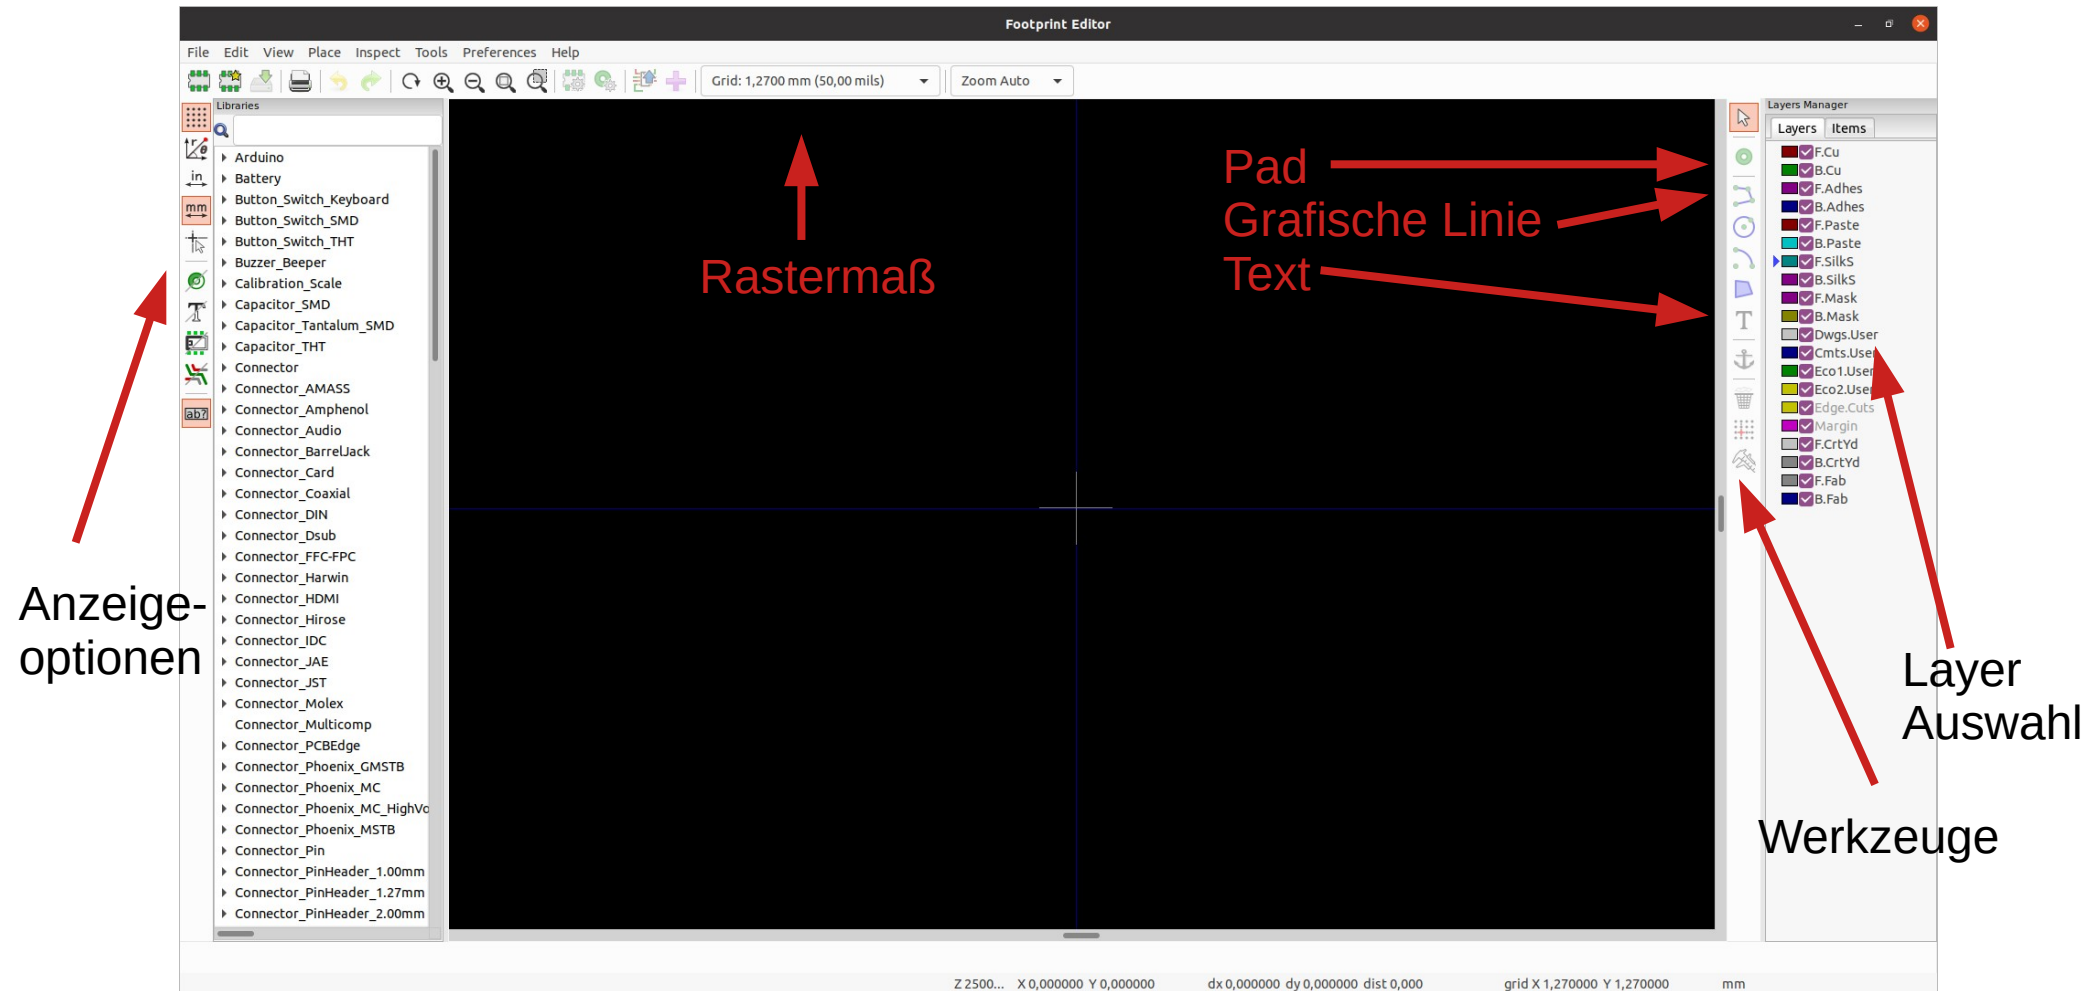 Footprint Editor
File Edit View Place Inspect Tools Preferences Help
Grid: 1,2700 mm (50,00 mils)
Zoom Auto
Libraries
in
mm
ab?
Arduino
Battery
Button_Switch_Keyboard
Button_Switch_SMD
Button_Switch_THT
Buzzer_Beeper
Calibration_Scale
Capacitor_SMD
Capacitor_Tantalum_SMD
Capacitor_THT
Connector
Connector_AMASS
Connector_Amphenol
Connector_Audio
Connector_BarrelJack
Connector_Card
Connector_Coaxial
Connector_DIN
Connector_Dsub
Connector_FFC-FPC
Connector_Harwin
Connector_HDMI
Connector_Hirose
Connector_IDC
Connector_JAE
Connector_JST
Connector_Molex
Connector_Multicomp
Connector_PCBEdge
Connector_Phoenix_GMSTB
Connector_Phoenix_MC
Connector_Phoenix_MC_HighVo
Connector_Phoenix_MSTB
Connector_Pin
Connector_PinHeader_1.00mm
Connector_PinHeader_1.27mm
Connector_PinHeader_2.00mm
Anzeige-
optionen
Rastermaß
Pad
Grafische Linie
Text
T
Layers Manager
Layers Items
F.Cu
B.Cu
F.Adhes
B.Adhes
F.Paste
B.Paste
F.SilkS
B.SilkS
F.Mask
B.Mask
Dwgs.User
Cmts.User
Eco1.User
Eco2.User
Edge.Cuts
Margin
F.CrtYd
B.CrtYd
F.Fab
B.Fab
Layer
Auswahl
Werkzeuge
Z 2500... X 0,000000 Y 0,000000 dx 0,000000 dy 0,000000 dist 0,000 grid X 1,270000 Y 1,270000 mm